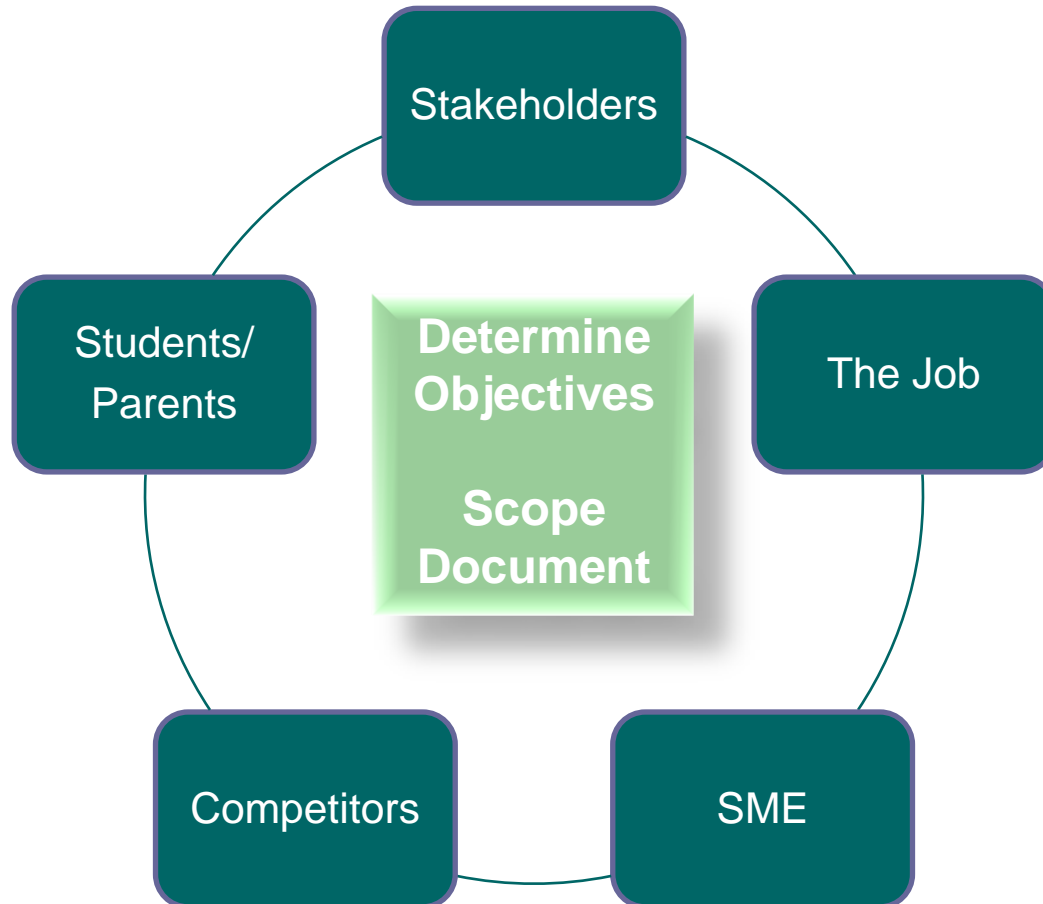 Stakeholders
Students/
Parents
Determine
Objectives
Scope
Document
The Job
Competitors
SME